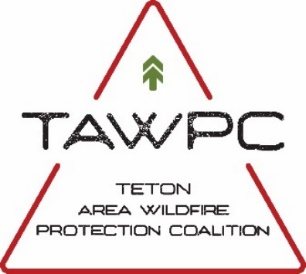 TAWPC
TETON
AREA WILDFIRE
PROTECTION COALITION